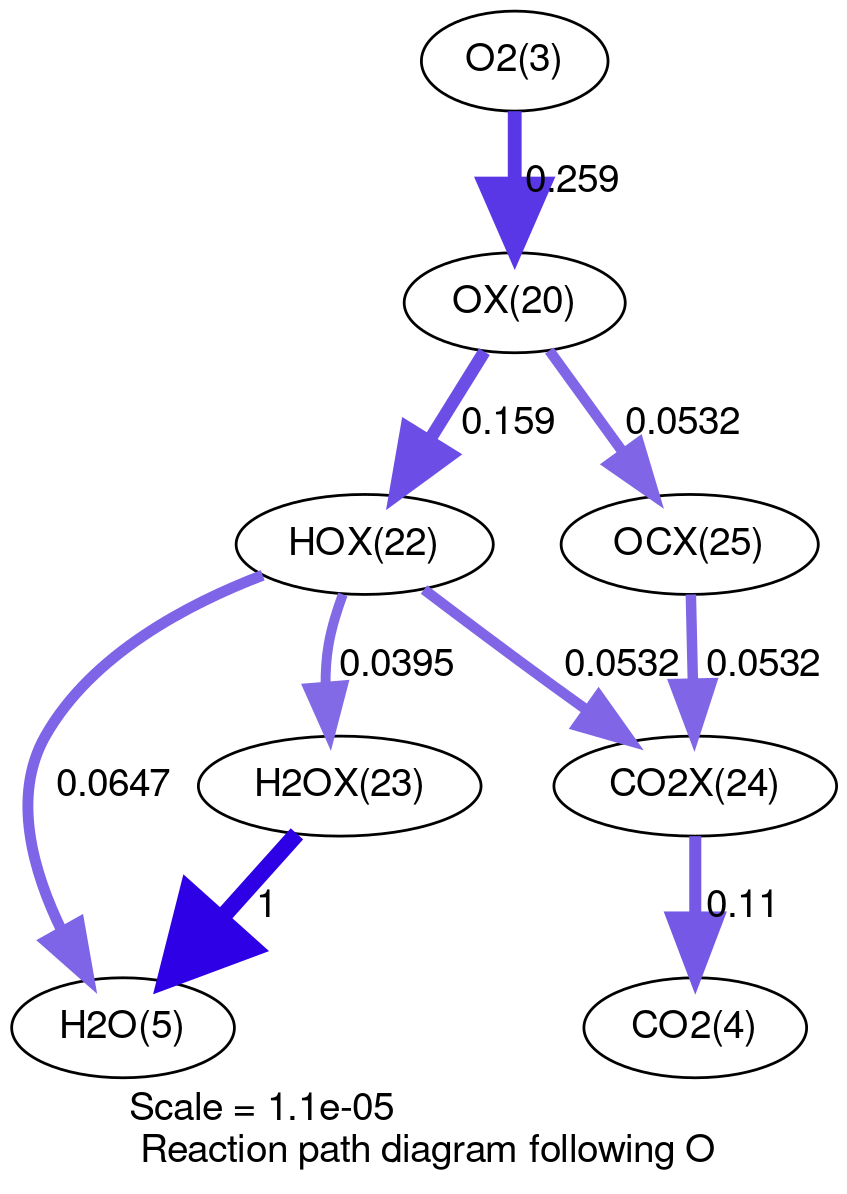 O2(3)
0.259
OX(20)
0.159
0.0532
HOX(22)
OCX(25)
0.0395
0.0532
0.0532
0.0647
H2OX(23)
CO2X(24)
1
0.11
H2O(5)
CO2(4)
Scale = 1.1e-05
Reaction path diagram following O